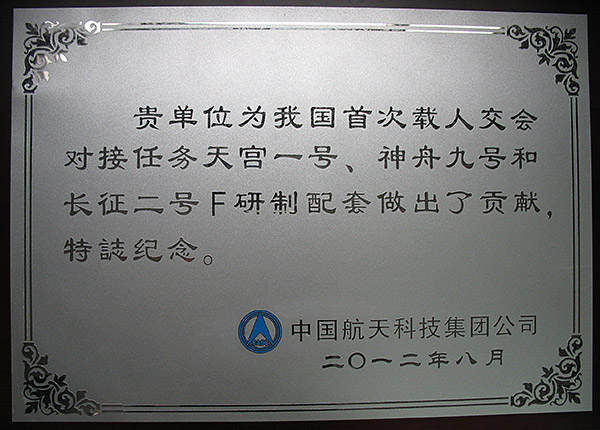 贵单位为我国首次载人交会
对接任务天宫一号、神舟九号和
长征二号F研制配套做出了贡献，
特誌纪念。
中国航天科技集团公司
二〇一二年八月